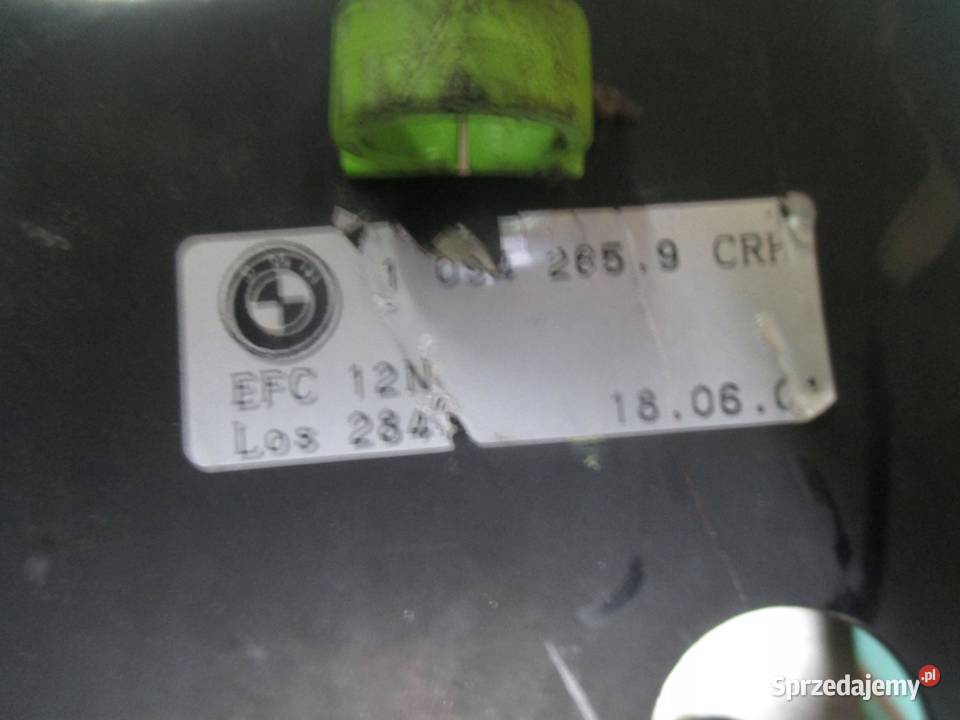 265.9 CRH
EFC 12N
Los 284
18.06.0
Sprzedajemy.pl